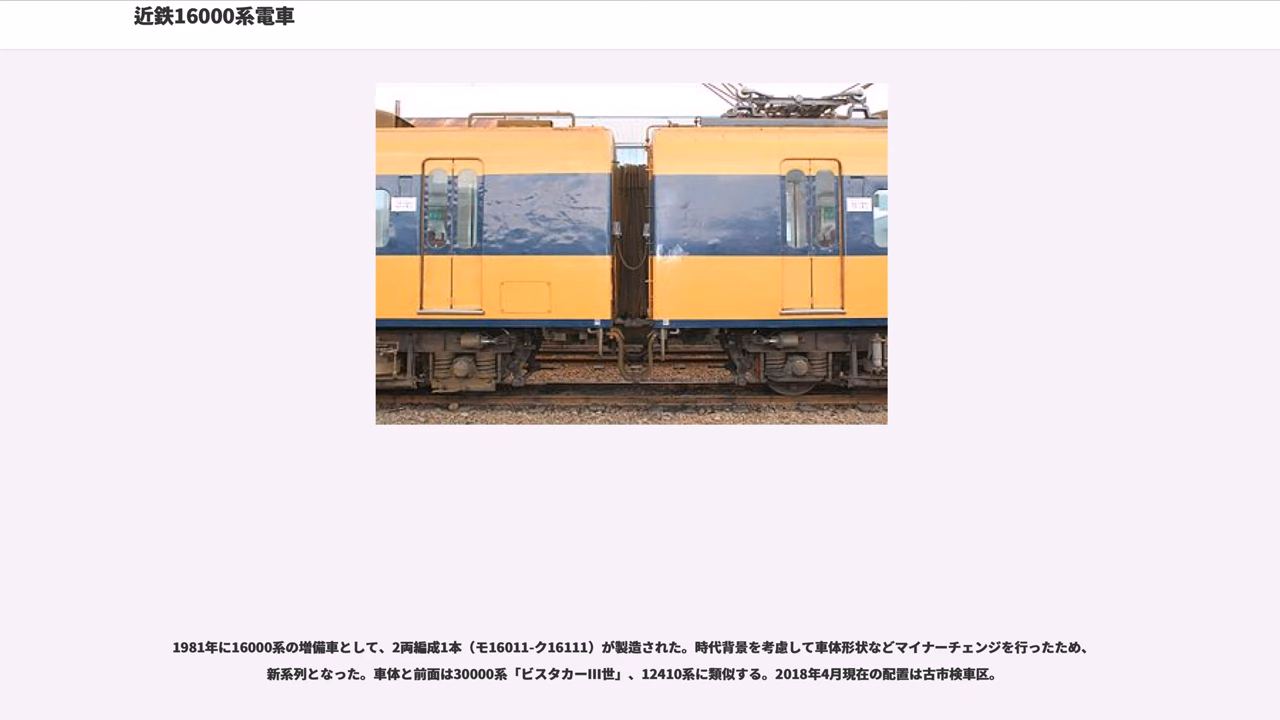 近鉄16000系電車
1981年に16000系の増備車として、2両編成1本（モ16011-ク16111）が製造された。時代背景を考慮して車体形状などマイナーチェンジを行ったため、
新系列となった。車体と前面は30000系「ビスタカーIII世」、12410系に類似する。2018年4月現在の配置は古市検車区。